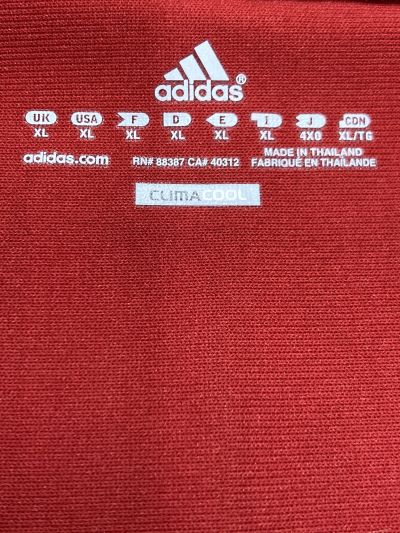 adidas®
UK USA F D E I J CDN
XL XL XL XL XL XL 4XO XL/TG
adidas.com RN# 88387 CA# 40312 MADE IN THAILAND
FABRIQUÉ EN THAÏLANDE
CLIMACOOL